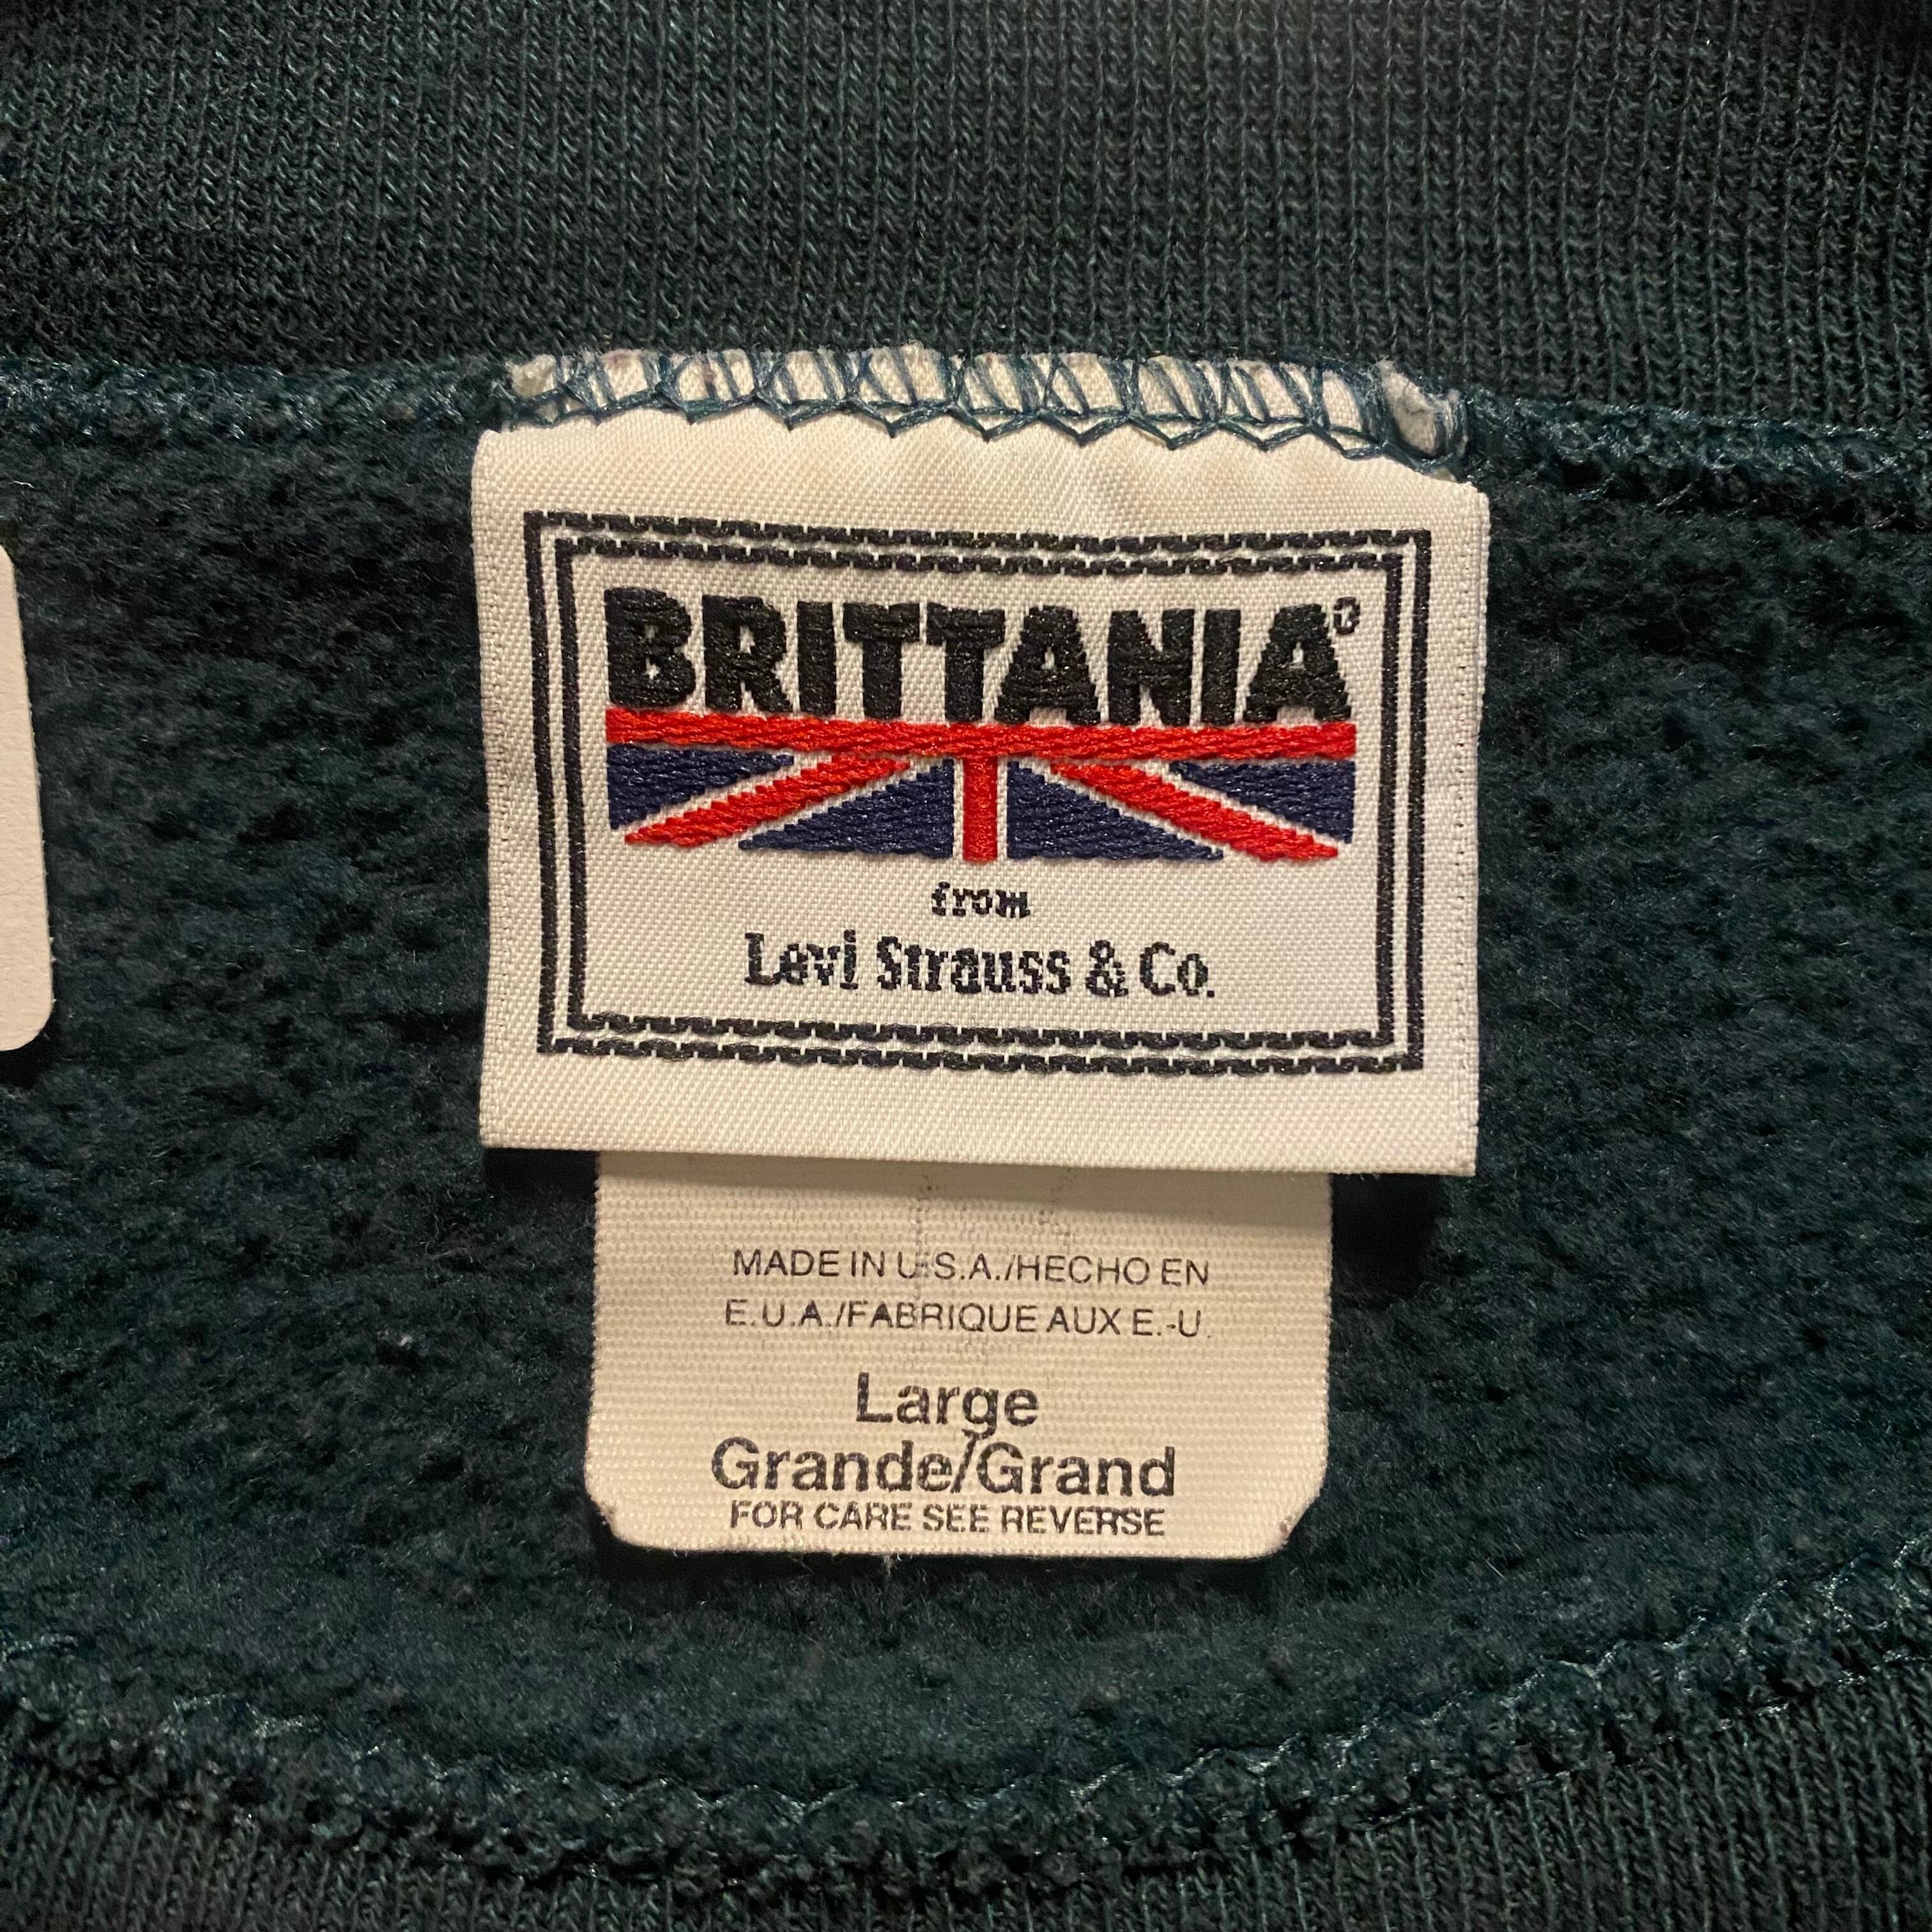 BRITTANIA®
from
Levi Strauss & Co.
MADE IN U.S.A./HECHO EN
E.U.A./FABRIQUE AUX E.-U.
Large
Grande/Grand
FOR CARE SEE REVERSE